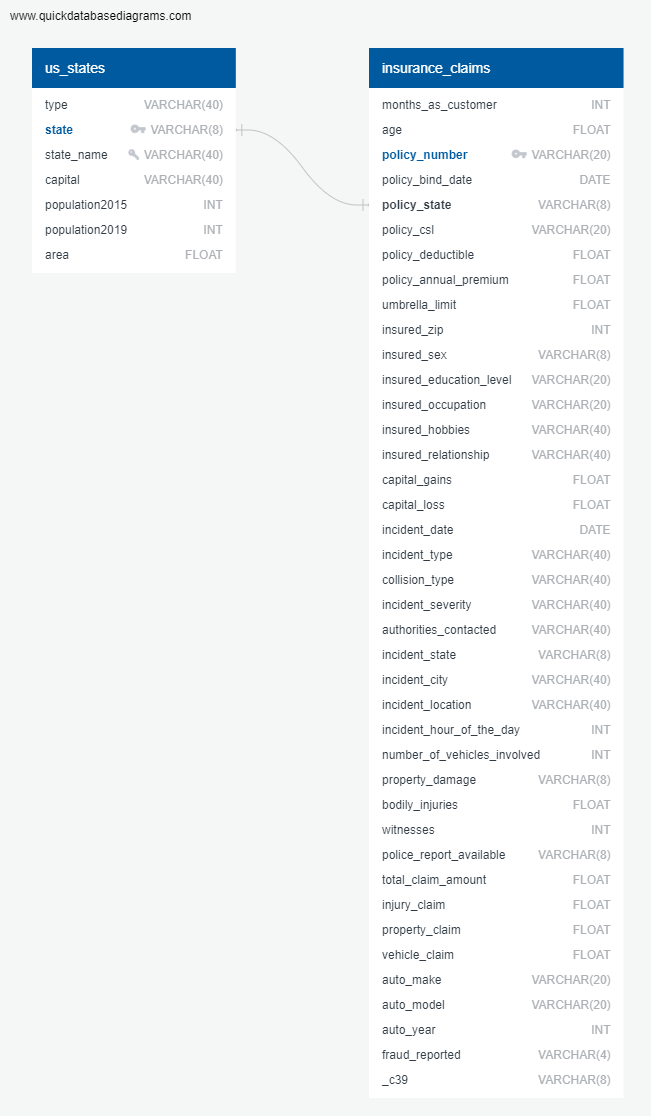 www.quickdatabasediagrams.com
us_states
type VARCHAR(40)
state VARCHAR(8)
state_name VARCHAR(40)
capital VARCHAR(40)
population2015 INT
population2019 INT
area FLOAT
insurance_claims
months_as_customer INT
age FLOAT
policy_number VARCHAR(20)
policy_bind_date DATE
policy_state VARCHAR(8)
policy_csl VARCHAR(20)
policy_deductible FLOAT
policy_annual_premium FLOAT
umbrella_limit FLOAT
insured_zip INT
insured_sex VARCHAR(8)
insured_education_level VARCHAR(20)
insured_occupation VARCHAR(20)
insured_hobbies VARCHAR(40)
insured_relationship VARCHAR(40)
capital_gains FLOAT
capital_loss FLOAT
incident_date DATE
incident_type VARCHAR(40)
collision_type VARCHAR(40)
incident_severity VARCHAR(40)
authorities_contacted VARCHAR(40)
incident_state VARCHAR(8)
incident_city VARCHAR(40)
incident_location VARCHAR(40)
incident_hour_of_the_day INT
number_of_vehicles_involved INT
property_damage VARCHAR(8)
bodily_injuries FLOAT
witnesses INT
police_report_available VARCHAR(8)
total_claim_amount FLOAT
injury_claim FLOAT
property_claim FLOAT
vehicle_claim FLOAT
auto_make VARCHAR(20)
auto_model VARCHAR(20)
auto_year INT
fraud_reported VARCHAR(4)
_c39 VARCHAR(8)